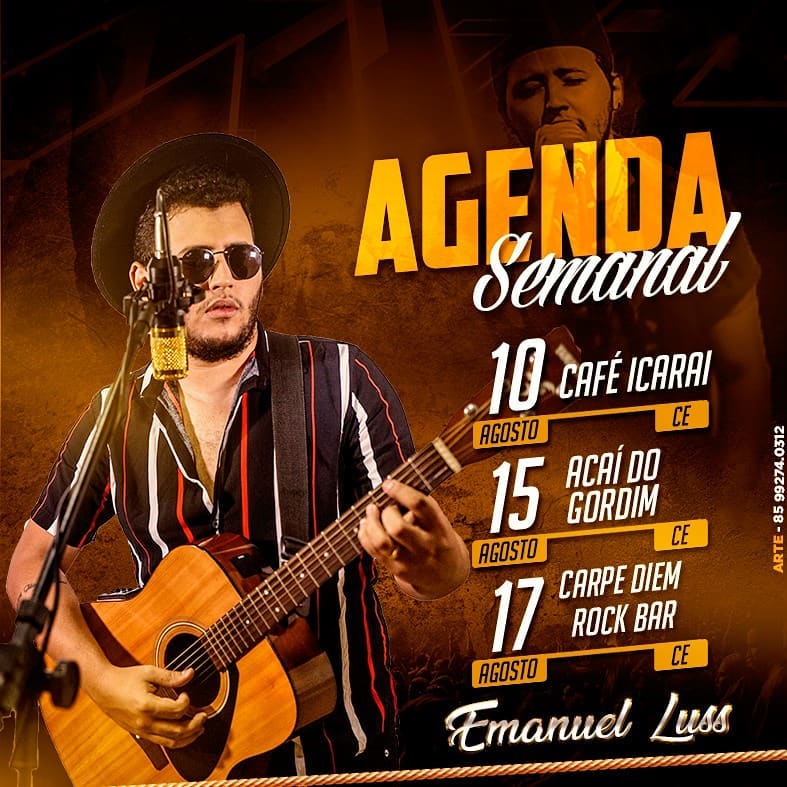 AGENDA
Semanal
10 CAFÉ ICARAI
AGOSTO CE
15 ACAÍ DO
GORDIM
AGOSTO CE
17 CARPE DIEM
ROCK BAR
AGOSTO CE
Emanuel Luss
ARTE - 85 99274.0312